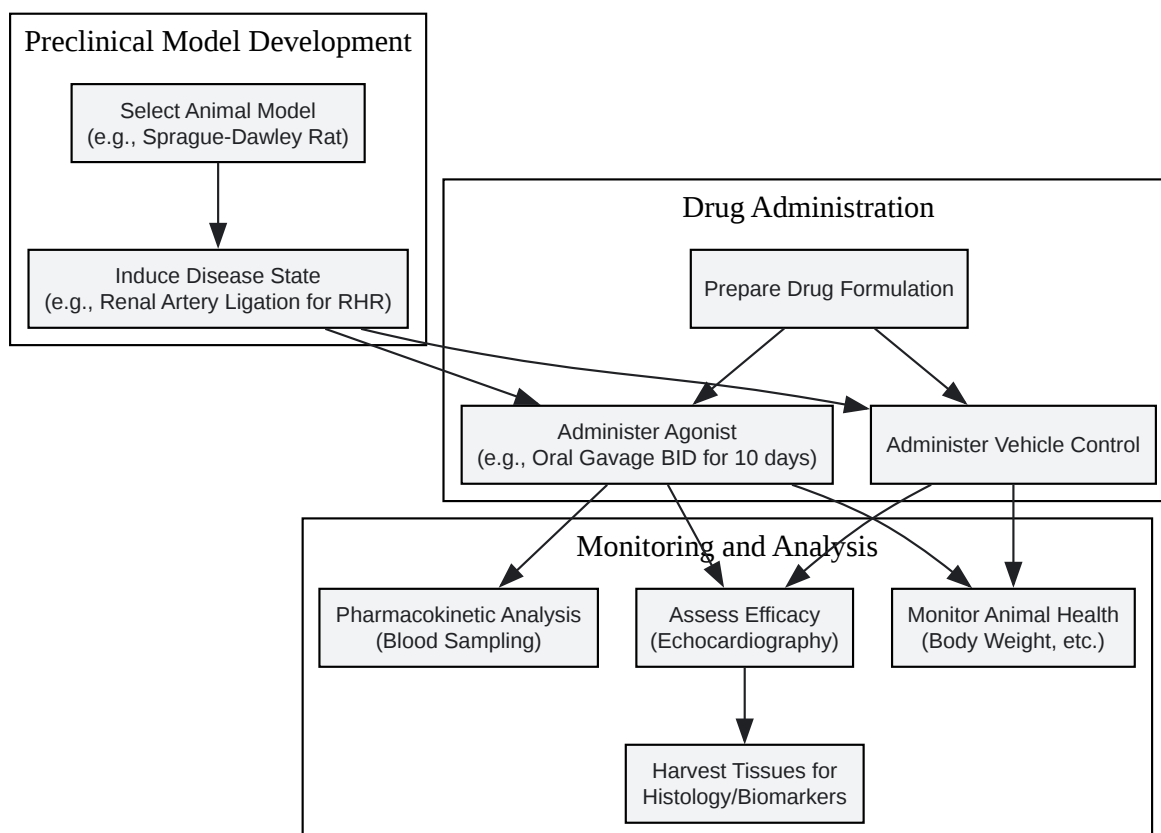 Preclinical Model Development
Select Animal Model
(e.g., Sprague-Dawley Rat)
Induce Disease State
(e.g., Renal Artery Ligation for RHR)
Drug Administration
Prepare Drug Formulation
Administer Agonist
(e.g., Oral Gavage BID for 10 days)
Administer Vehicle Control
Monitoring and Analysis
Pharmacokinetic Analysis
(Blood Sampling)
Assess Efficacy
(Echocardiography)
Monitor Animal Health
(Body Weight, etc.)
Harvest Tissues for
Histology/Biomarkers